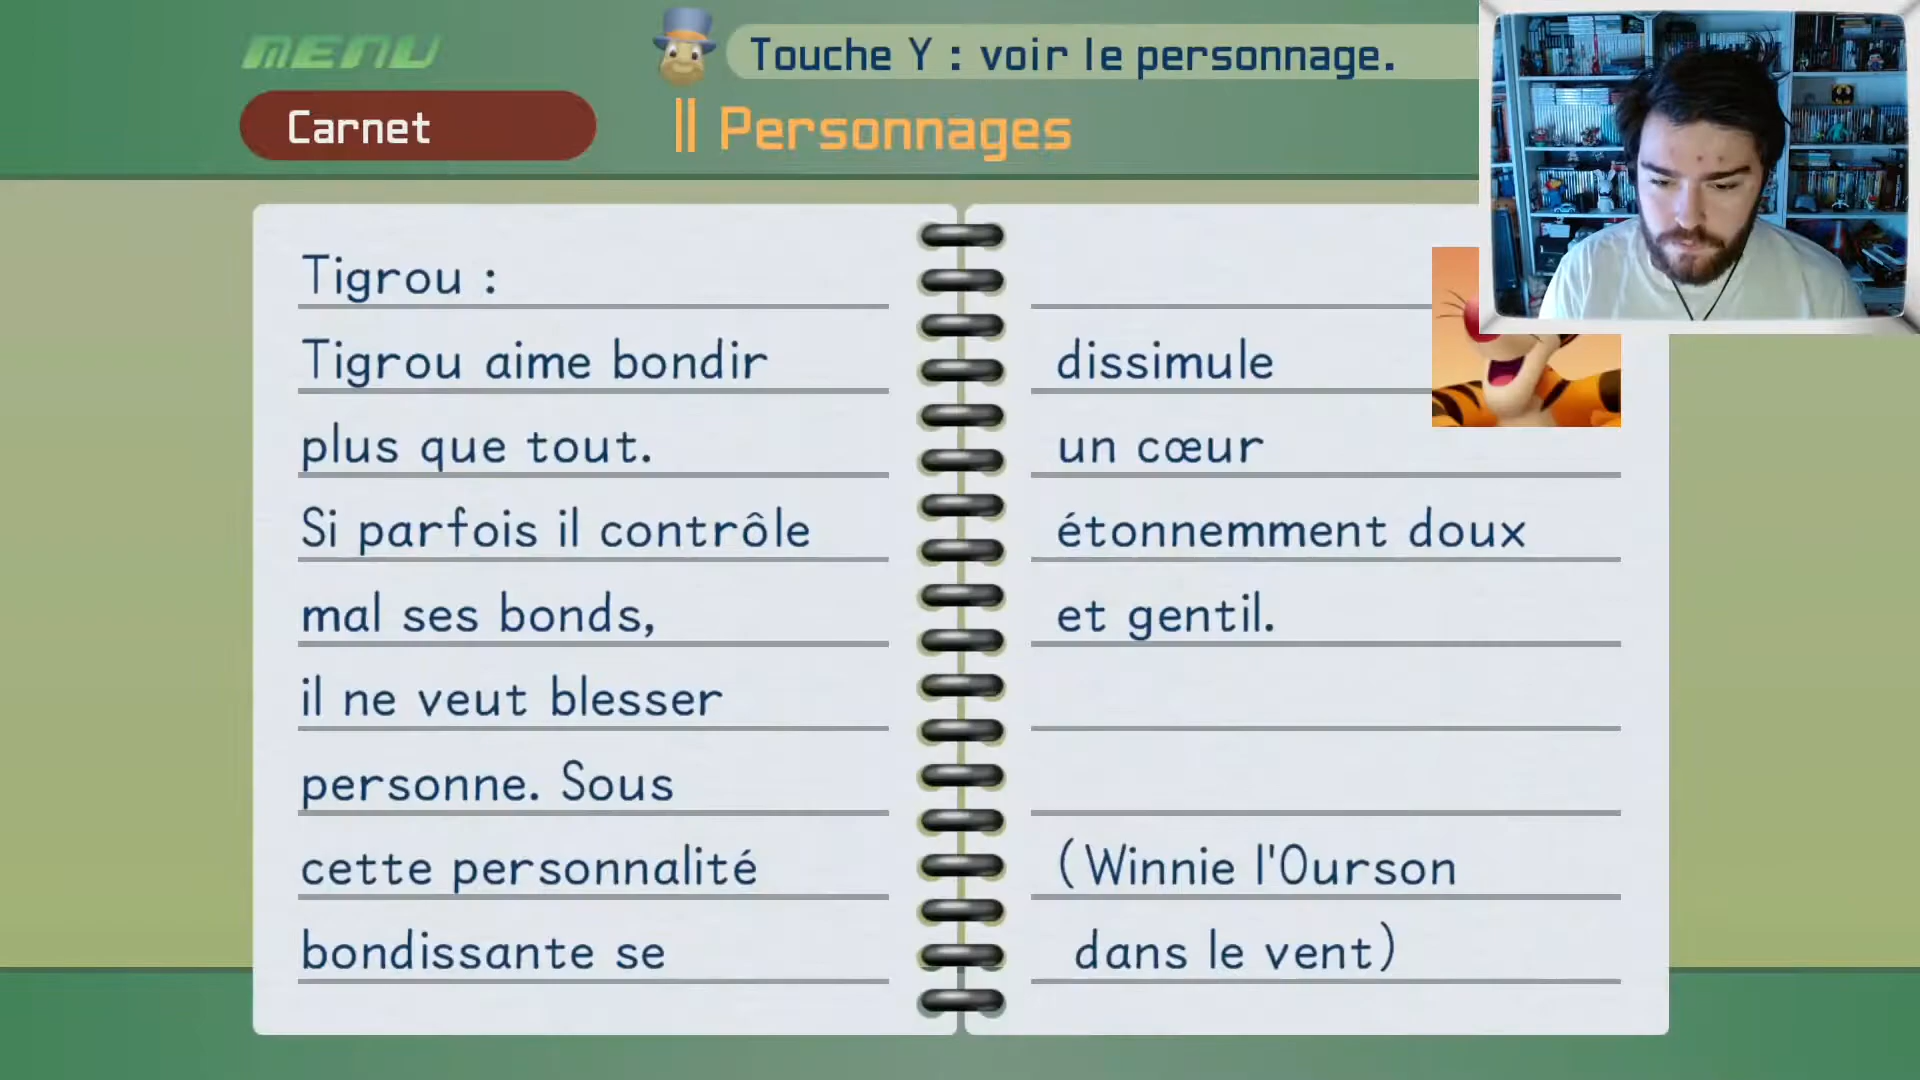 MENU
Touche Y : voir le personnage.
Carnet
Personnages
Tigrou :
Tigrou aime bondir
plus que tout.
Si parfois il contrôle
mal ses bonds,
il ne veut blesser
personne. Sous
cette personnalité
bondissante se
dissimule
un cœur
étonnemment doux
et gentil.
(Winnie l'Ourson
dans le vent)